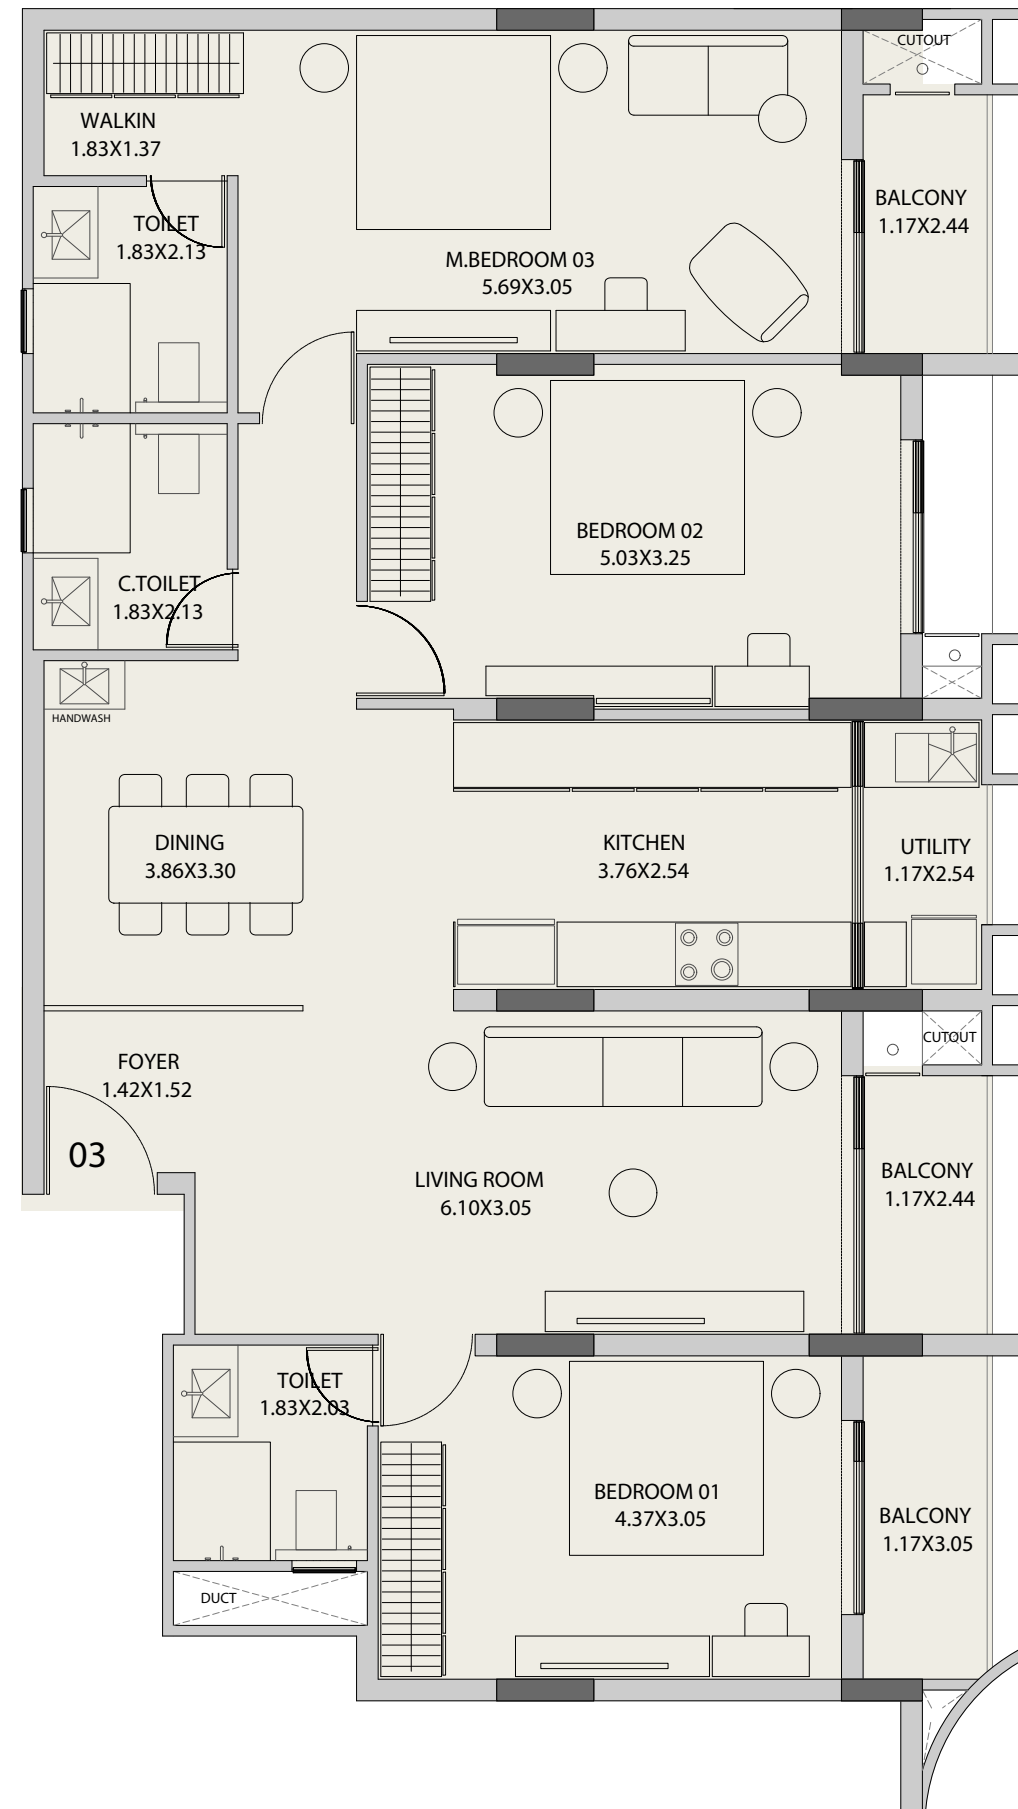 CUTOUT
WALKIN
1.83X1.37
BALCONY
1.17X2.44
TOILET
1.83X2.13
M.BEDROOM 03
5.69X3.05
BEDROOM 02
5.03X3.25
C.TOILET
1.83X2.13
HANDWASH
DINING
3.86X3.30
KITCHEN
3.76X2.54
UTILITY
1.17X2.54
CUTOUT
FOYER
1.42X1.52
03
LIVING ROOM
6.10X3.05
BALCONY
1.17X2.44
TOILET
1.83X2.03
BEDROOM 01
4.37X3.05
BALCONY
1.17X3.05
DUCT